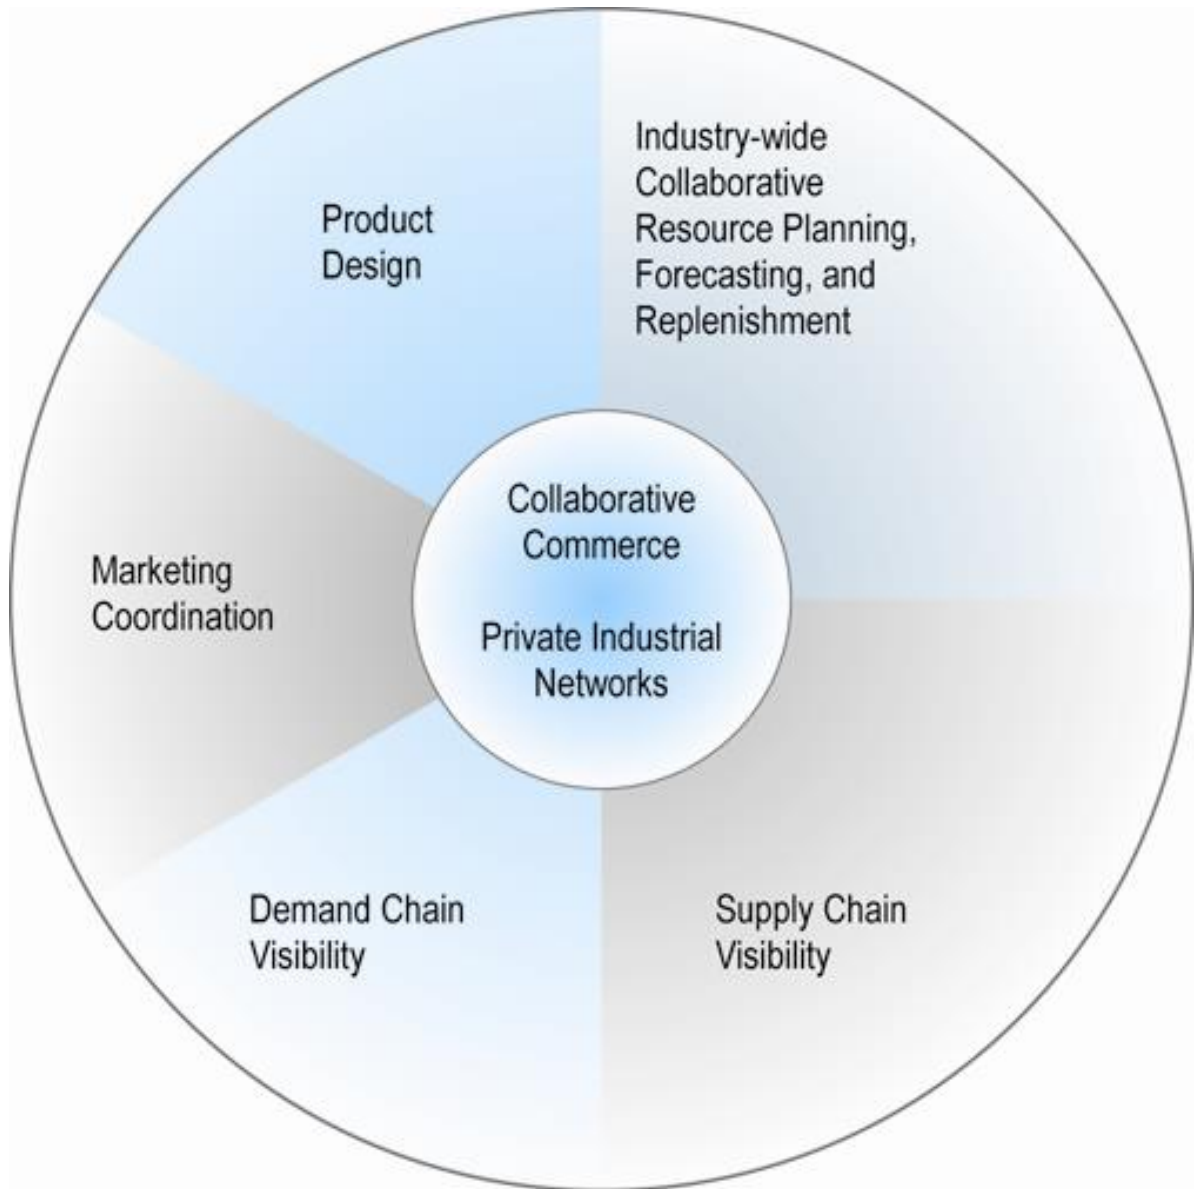 Industry-wide
Collaborative
Resource Planning,
Forecasting, and
Replenishment
Product
Design
Collaborative
Commerce
Private Industrial
Networks
Marketing
Coordination
Demand Chain
Visibility
Supply Chain
Visibility